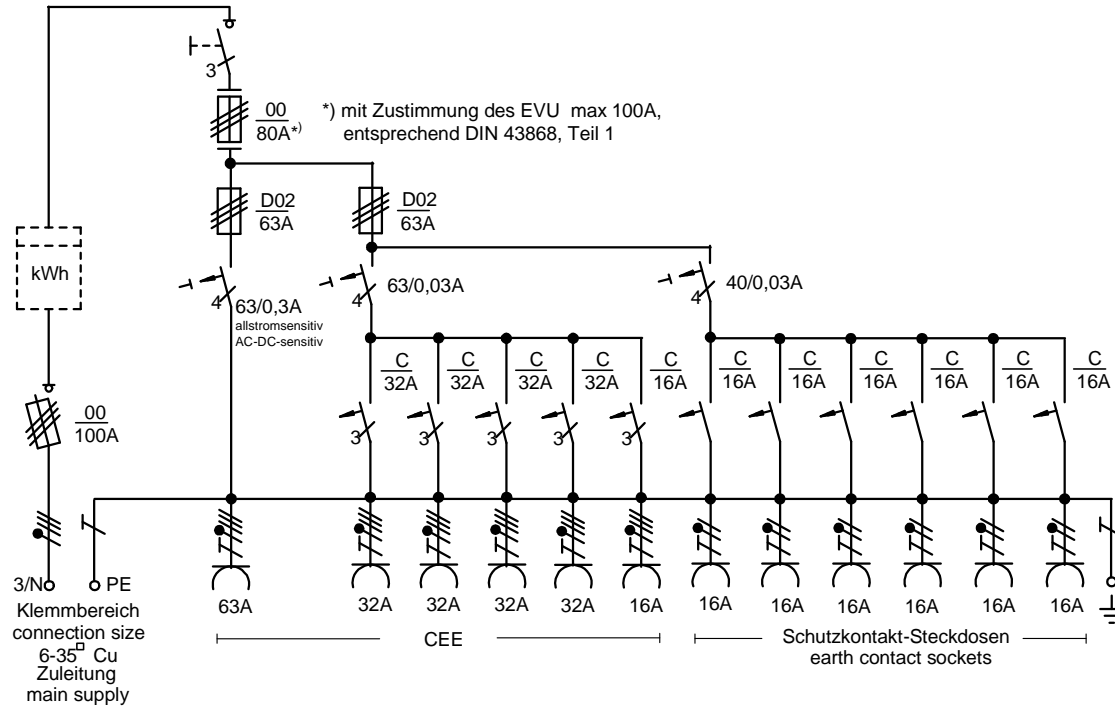 3
00
80A*)
*) mit Zustimmung des EVU max 100A,
entsprechend DIN 43868, Teil 1
D02
63A
D02
63A
kWh
4
63/0,3A
allstromsensitiv
AC-DC-sensitiv
4
63/0,03A
4
40/0,03A
C
32A
C
32A
C
32A
C
32A
C
16A
C
16A
C
16A
C
16A
C
16A
C
16A
C
16A
00
100A
3
3
3
3
3
3/N
PE
63A
32A
32A
32A
32A
16A
16A
16A
16A
16A
16A
16A
Klemmbereich
connection size
6-35□ Cu
Zuleitung
main supply
CEE
Schutzkontakt-Steckdosen
earth contact sockets